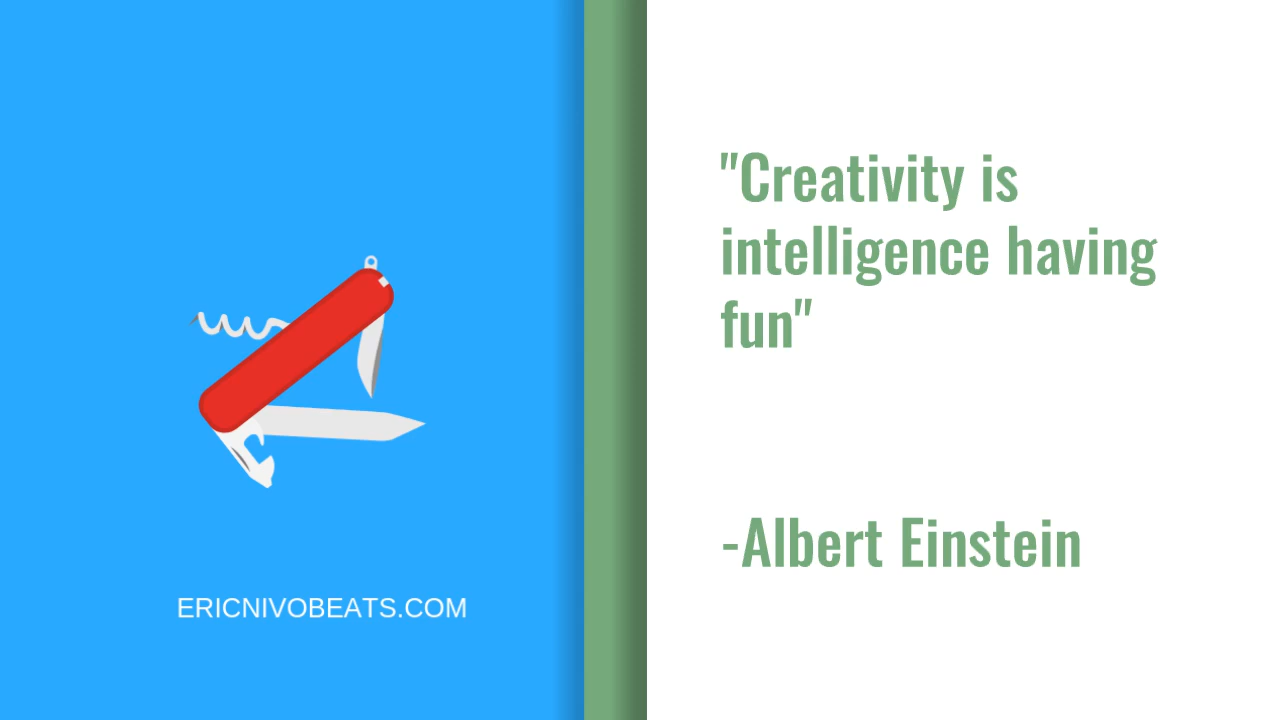 "Creativity is
intelligence having
fun"
-Albert Einstein
ERICNIVOBEATS.COM